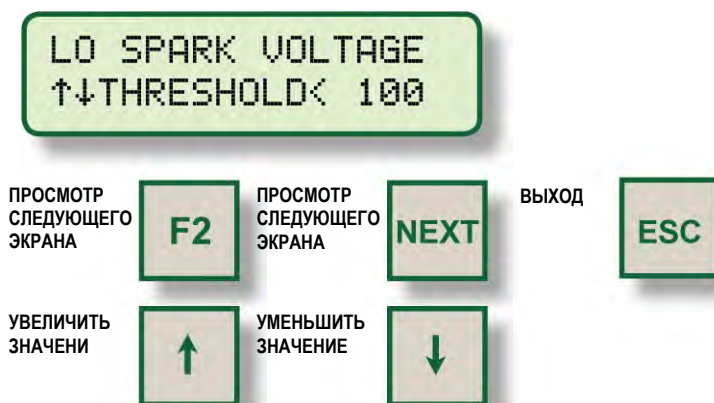 LO SPARK VOLTAGE
↑↓THRESHOLD< 100
ПРОСМОТР
СЛЕДУЮЩЕГО
ЭКРАНА
F2
ПРОСМОТР
СЛЕДУЮЩЕГО
ЭКРАНА
NEXT
ВЫХОД
ESC
УВЕЛИЧИТЬ
ЗНАЧЕНИ
↑
УМЕНЬШИТЬ
ЗНАЧЕНИЕ
↓